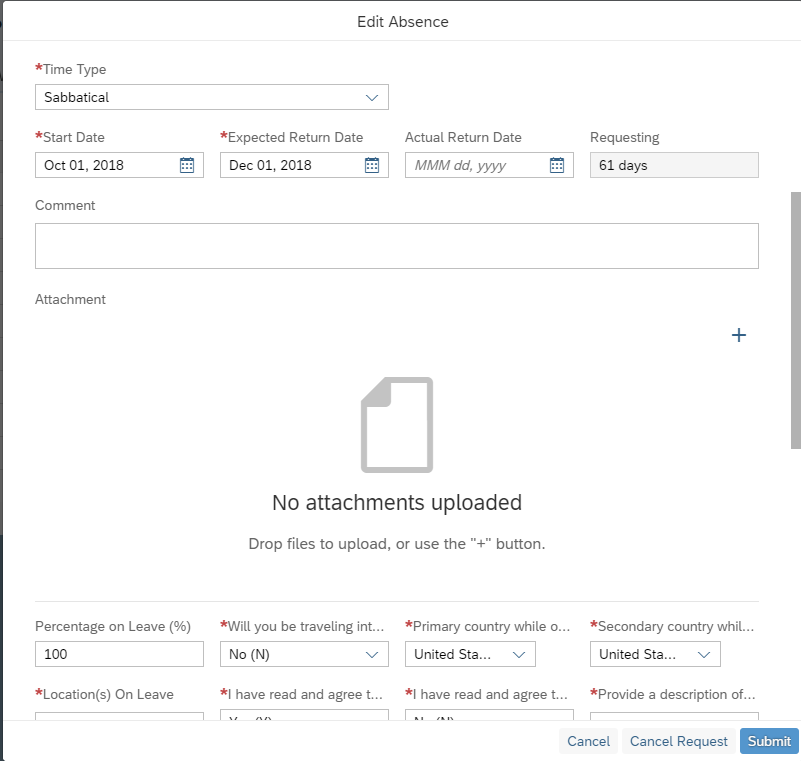 Edit Absence
*Time Type
Sabbatical
*Start Date *Expected Return Date Actual Return Date Requesting
Oct 01, 2018 Dec 01, 2018 MMM dd, yyyy 61 days
Comment
Attachment
+
No attachments uploaded
Drop files to upload, or use the "+" button.
Percentage on Leave (%) *Will you be traveling int... *Primary country while o... *Secondary country whil...
100 No (N) United Sta... United Sta...
*Location(s) On Leave *I have read and agree t... *I have read and agree t... *Provide a description of...
Cancel Cancel Request Submit